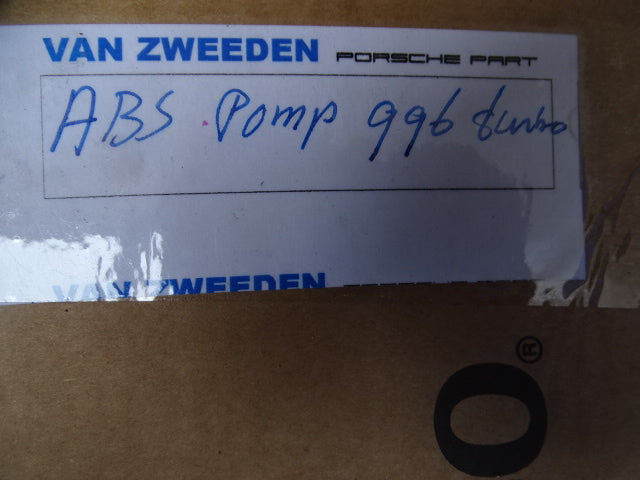 VAN ZWEEDEN PORSCHE PART
ABS Pomp 996 turbo
VAN ZWEEDEN
O®